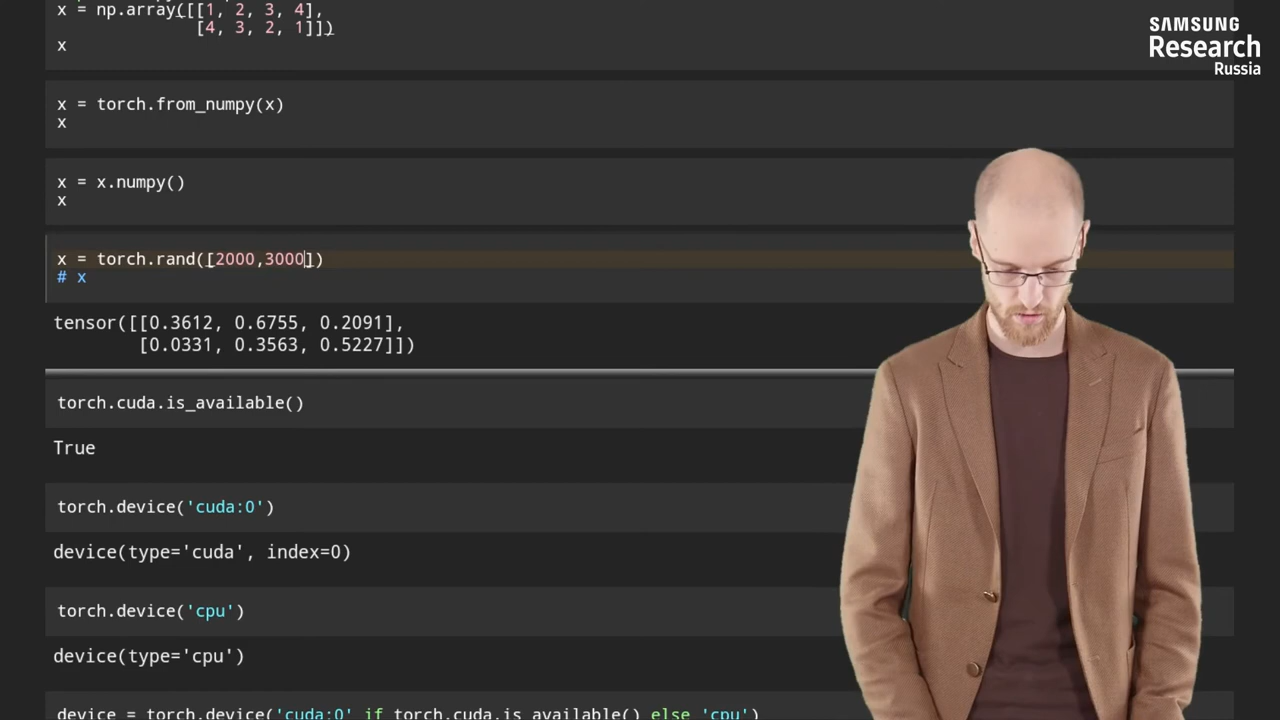 x = np.array([[1, 2, 3, 4],
[4, 3, 2, 1]])
x
SAMSUNG
Research
Russia
x = torch.from_numpy(x)
x
x = x.numpy()
x
x = torch.rand([2000,3000])
# x
tensor([[0.3612, 0.6755, 0.2091],
[0.0331, 0.3563, 0.5227]])
torch.cuda.is_available()
True
torch.device('cuda:0')
device(type='cuda', index=0)
torch.device('cpu')
device(type='cpu')
device = torch.device('cuda:0' if torch.cuda.is_available() else 'cpu')